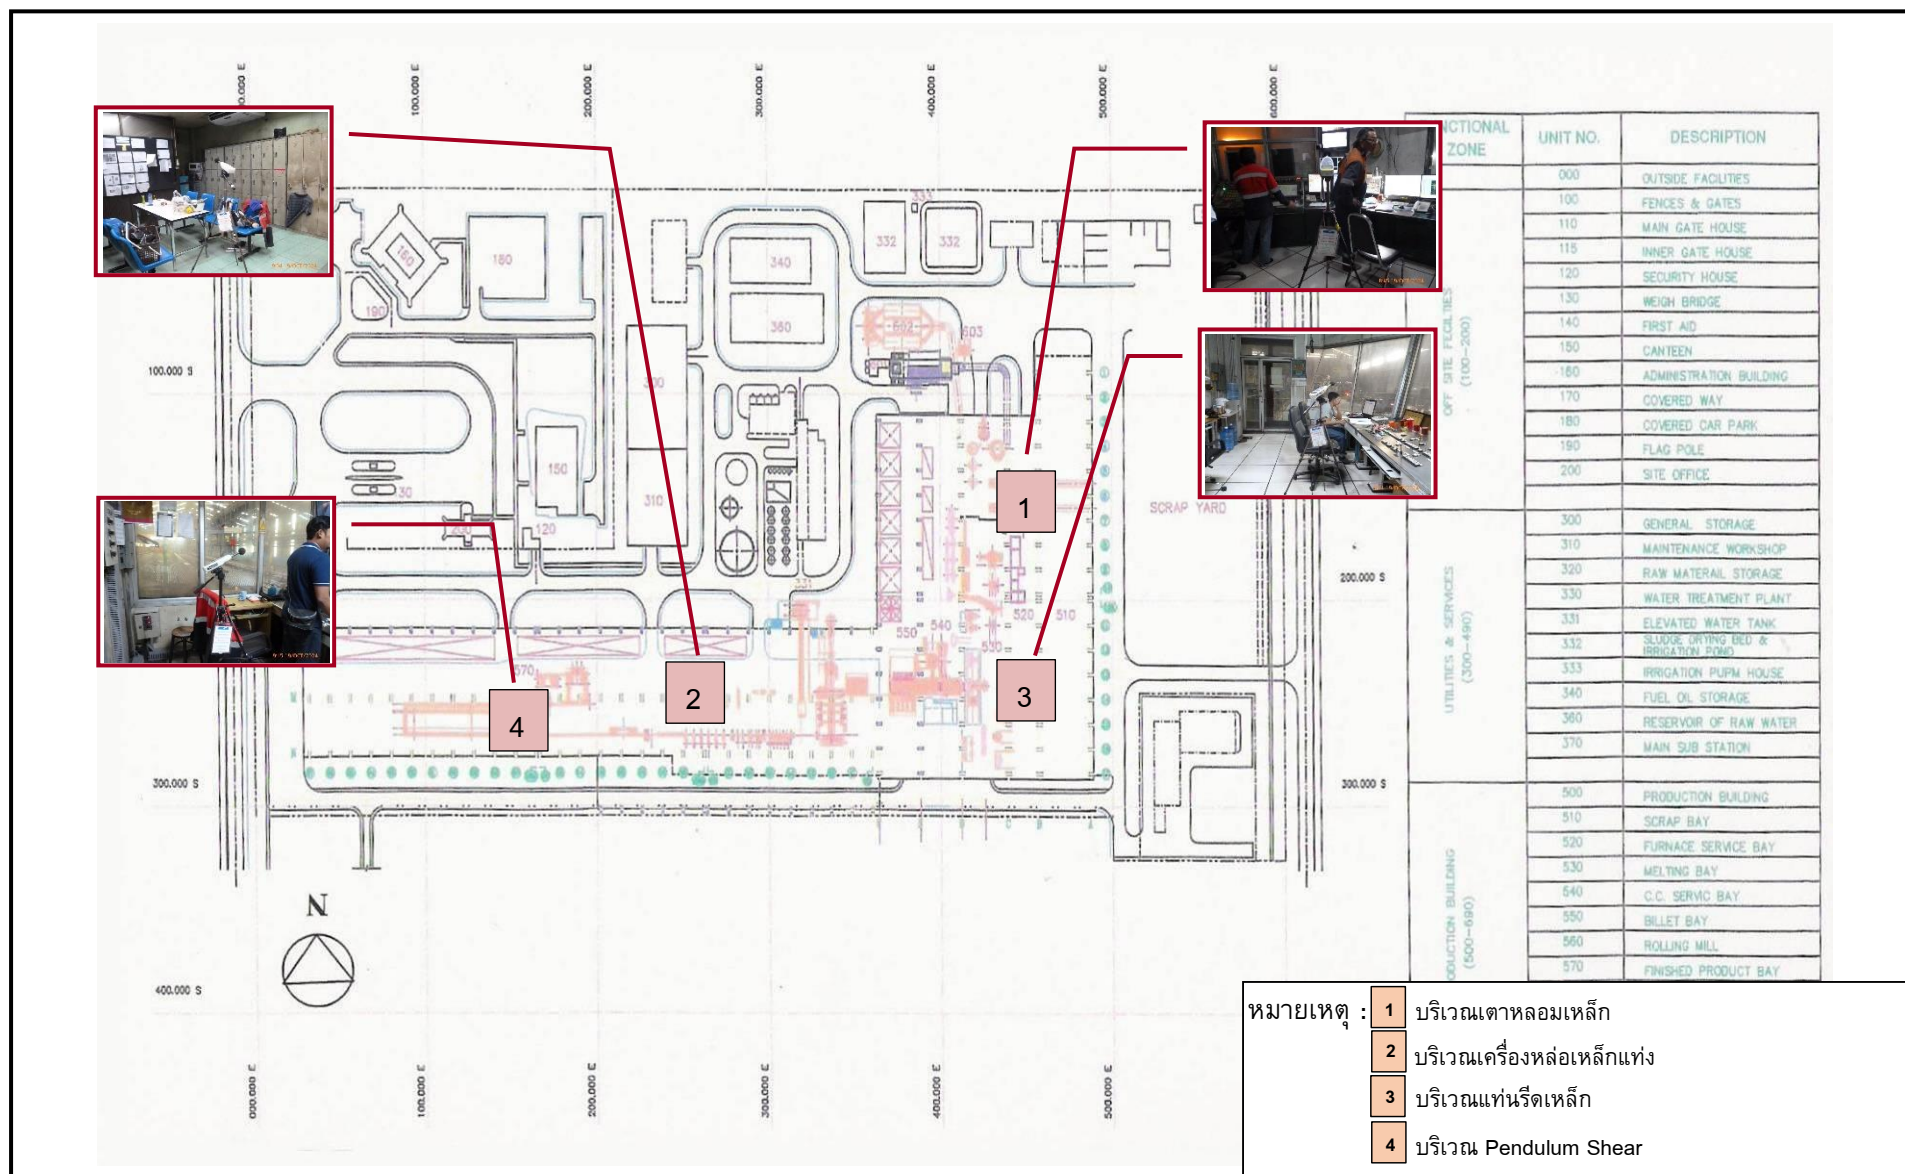 100.000 E
200.000 E
300.000 E
400.000 E
500.000 E
600.000 E
ZONE
UNIT NO.
DESCRIPTION
000 OUTSIDE FACILITIES
100 FENCES & GATES
110 MAIN GATE HOUSE
115 INNER GATE HOUSE
120 SECURITY HOUSE
130 WEIGH BRIDGE
140 FIRST AID
150 CANTEEN
160 ADMINISTRATION BUILDING
170 COVERED WAY
180 COVERED CAR PARK
190 FLAG POLE
200 SITE OFFICE
OFF SITE FECILTIES
(100-200)
300 GENERAL STORAGE
310 MAINTENANCE WORKSHOP
320 RAW MATERAIL STORAGE
330 WATER TREATMENT PLANT
331 ELEVATED WATER TANK
332 SLUDGE DRYING BED &
IRRIGATION POND
333 IRRIGATION PUPM HOUSE
340 FUEL OIL STORAGE
360 RESERVOIR OF RAW WATER
370 MAIN SUB STATION
UTILITIES & SERVICES
(300-490)
500 PRODUCTION BUILDING
510 SCRAP BAY
520 FURNACE SERVICE BAY
530 MELTING BAY
540 C.C. SERVIC BAY
550 BILLET BAY
560 ROLLING MILL
570 FINISHED PRODUCT BAY
BUILDING
(500-690)
333
332
332
160
180
340
360
190
602
603
300
310
150
130
200
120
331
SCRAP YARD
550
540
530
520
510
570
1
2
3
4
100.000 S
200.000 S
300.000 S
300.000 S
400.000 S
N
000.000 E
100.000 E
200.000 E
300.000 E
400.000 E
500.000 E
หมายเหตุ :
1 บริเวณเตาหลอมเหล็ก
2 บริเวณเครื่องหล่อเหล็กแท่ง
3 บริเวณแท่นรีดเหล็ก
4 บริเวณ Pendulum Shear